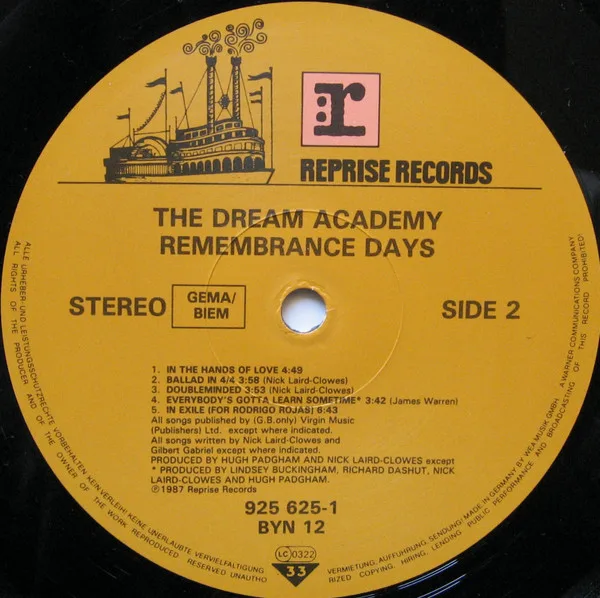 r
REPRISE RECORDS
THE DREAM ACADEMY
REMEMBRANCE DAYS
STEREO
GEMA/
BIEM
SIDE 2
1. IN THE HANDS OF LOVE 4:49
2. BALLAD IN 4/4 3:58 (Nick Laird-Clowes)
3. DOUBLEMINDED 3:53 (Nick Laird-Clowes)
4. EVERYBODY'S GOTTA LEARN SOMETIME* 3:42 (James Warren)
5. IN EXILE (FOR RODRIGO ROJAS) 6:43
All songs published by (G.B.only) Virgin Music
(Publishers) Ltd. except where indicated.
All songs written by Nick Laird-Clowes and
Gilbert Gabriel except where indicated.
Produced by HUGH PADGHAM and NICK LAIRD-CLOWES except
* PRODUCED BY LINDSEY BUCKINGHAM, RICHARD DASHUT, NICK
LAIRD-CLOWES and HUGH PADGHAM.
℗1987 Reprise Records
925 625-1
BYN 12
LC 0322
33
ALLE URHEBER- UND LEISTUNGSSCHUTZRECHTE VORBEHALTEN. KEIN VERLEIH! KEINE UNERLAUBTE VERVIELFÄLTIGUNG, VERMIETUNG, AUFFÜHRUNG, SENDUNG! MADE IN GERMANY BY WEA MUSIK GMBH. A WARNER COMMUNICATIONS COMPANY
ALL RIGHTS OF THE PRODUCER AND OF THE OWNER OF THE WORK REPRODUCED RESERVED UNAUTHORIZED COPYING, HIRING, LENDING, PUBLIC PERFORMANCE AND BROADCASTING OF THIS RECORD PROHIBITED!